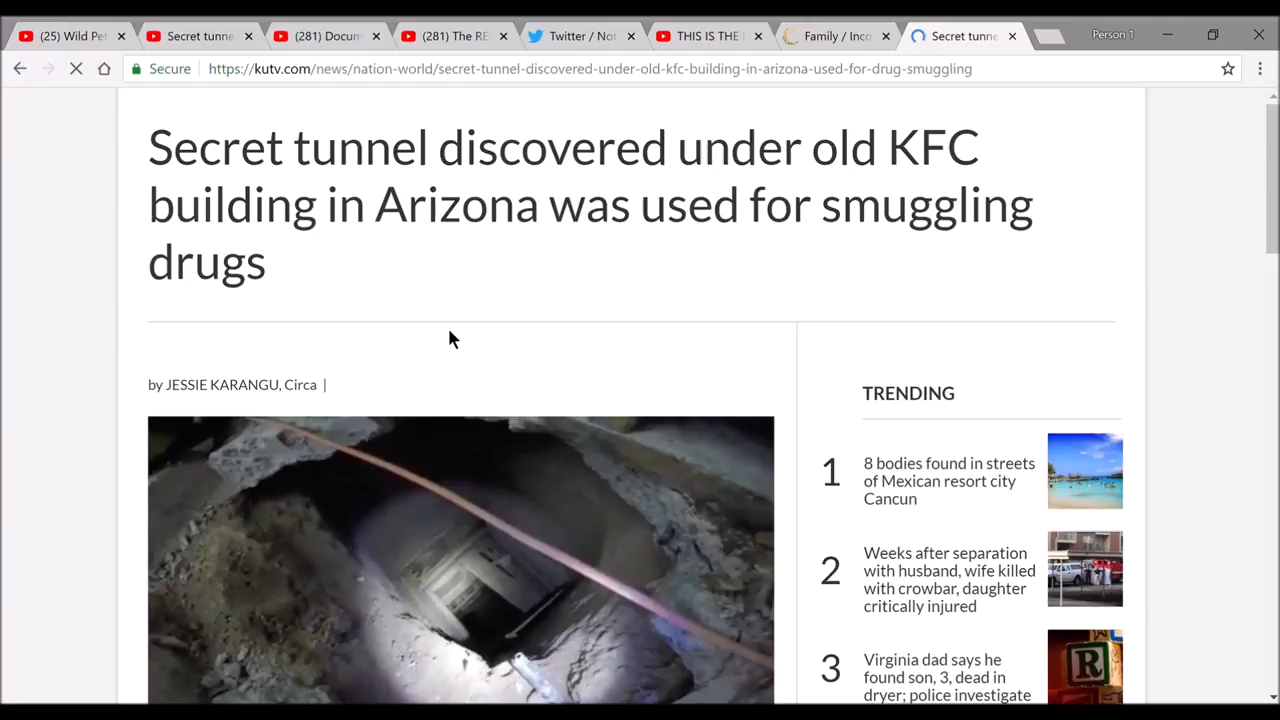 (25) Wild Pet
Secret tunne
(281) Docum
(281) The RE
Twitter / Not
THIS IS THE
Family / Inco
Secret tunne
Person 1
Secure
https://kutv.com/news/nation-world/secret-tunnel-discovered-under-old-kfc-building-in-arizona-used-for-drug-smuggling
Secret tunnel discovered under old KFC
building in Arizona was used for smuggling
drugs
by JESSIE KARANGU, Circa |
TRENDING
1
8 bodies found in streets
of Mexican resort city
Cancun
2
Weeks after separation
with husband, wife killed
with crowbar, daughter
critically injured
3
Virginia dad says he
found son, 3, dead in
dryer; police investigate
R